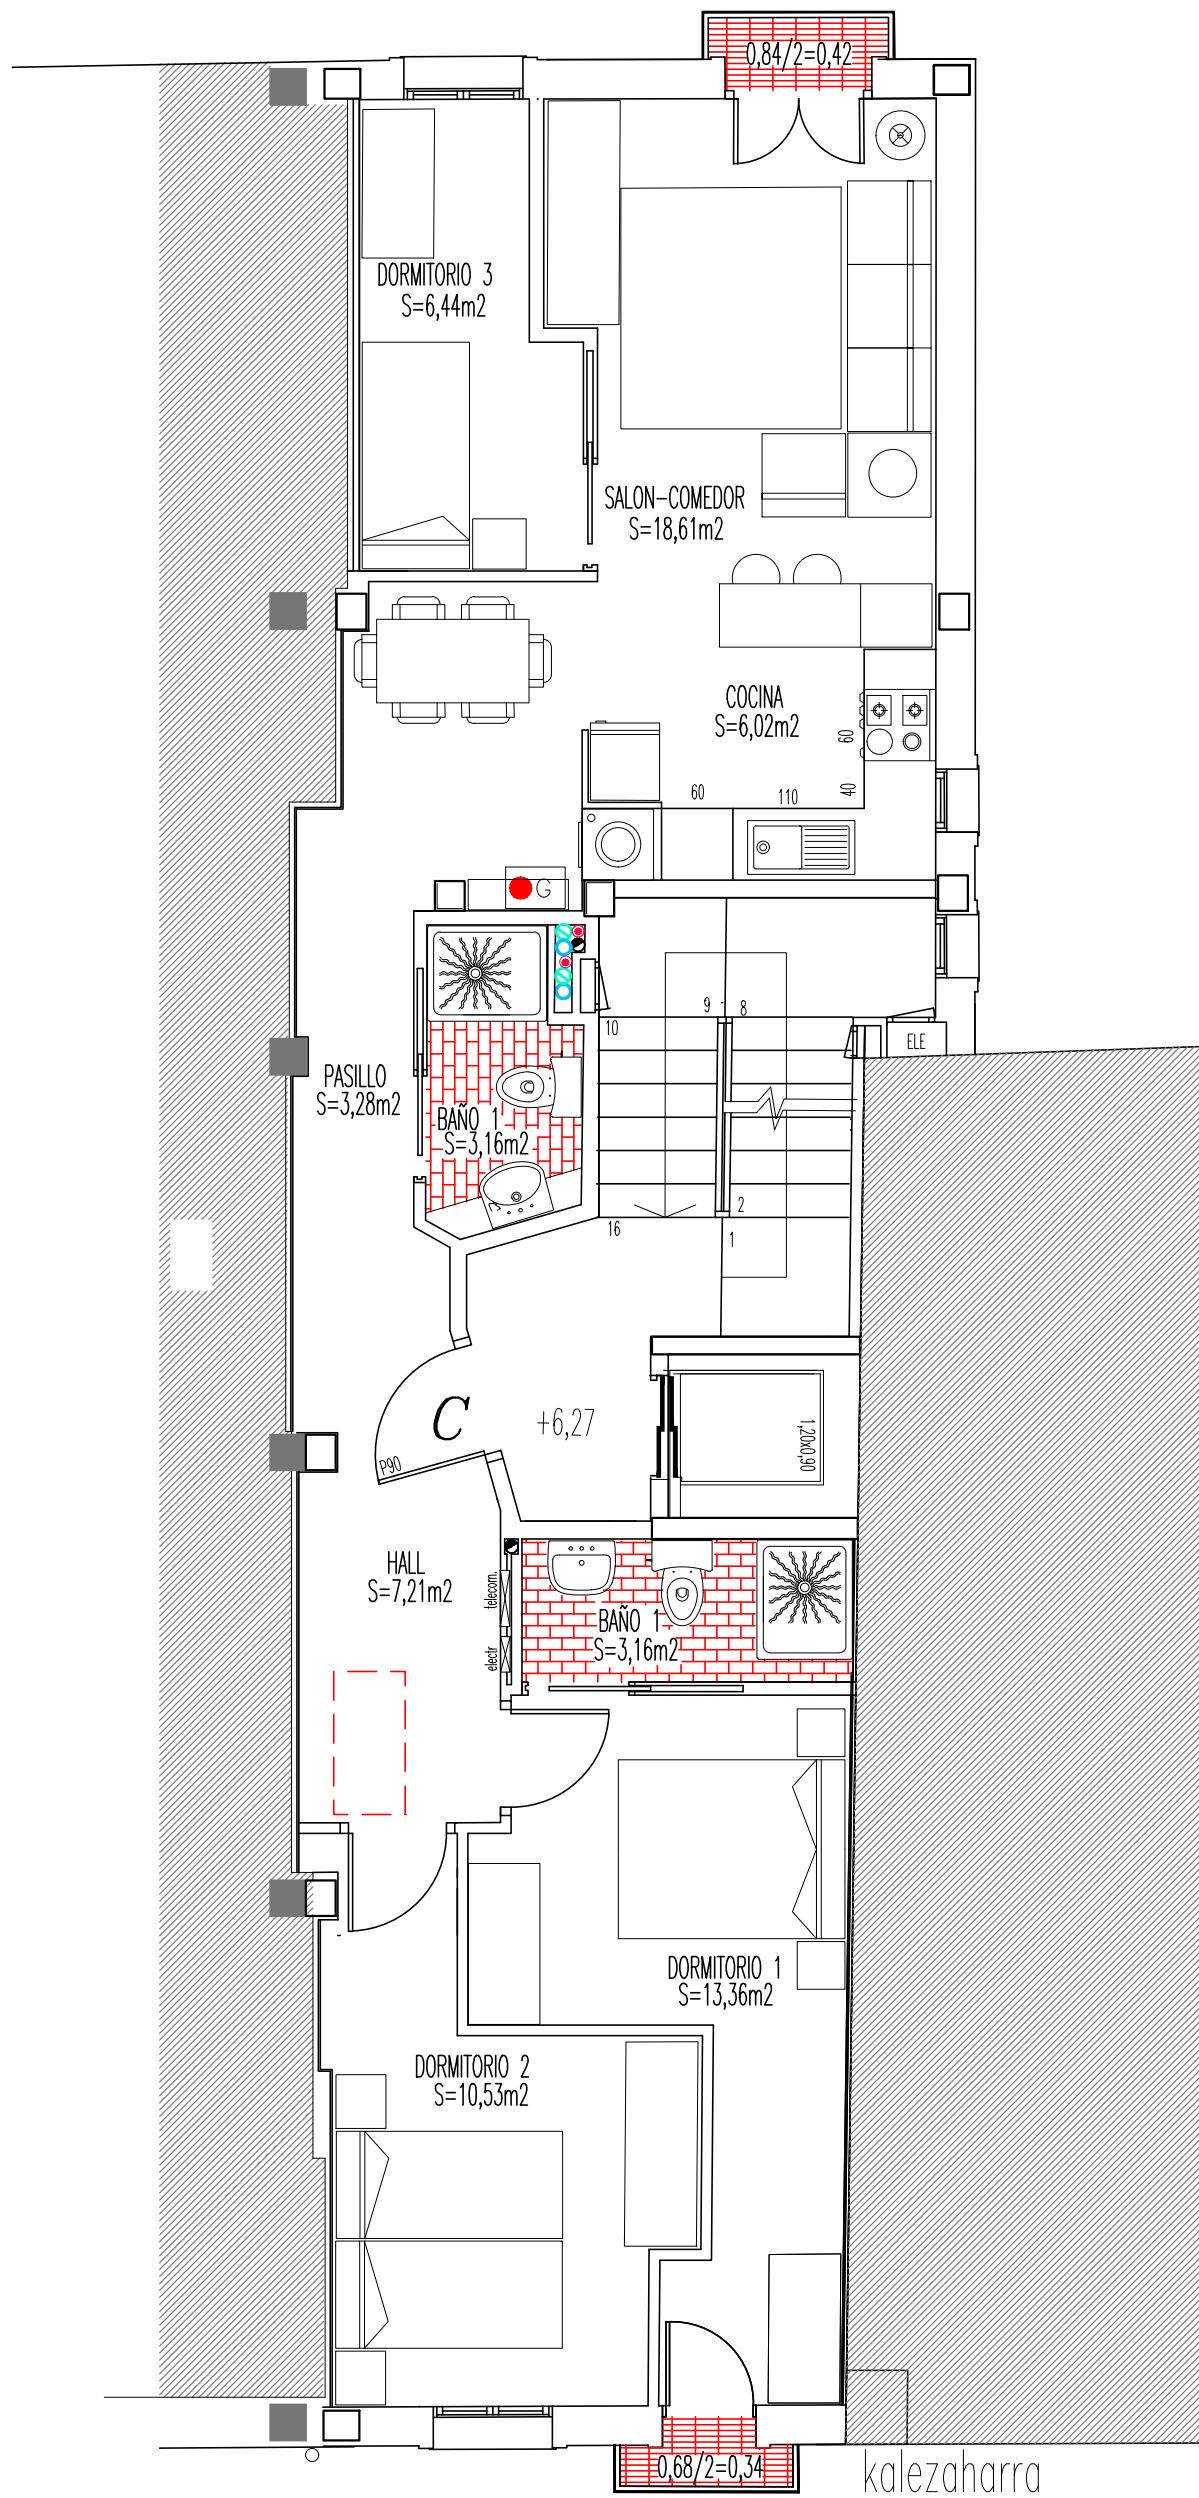 0,84/2=0,42
DORMITORIO 3
S=6,44m2
SALON-COMEDOR
S=18,61m2
COCINA
S=6,02m2
60
40
60
110
G
9
8
10
ELE
PASILLO
S=3,28m2
BAÑO 1
S=3,16m2
2
16
1
C
+6,27
P90
1,20x0,90
HALL
S=7,21m2
telecom.
electr
BAÑO 1
S=3,16m2
DORMITORIO 1
S=13,36m2
DORMITORIO 2
S=10,53m2
0,68/2=0,34
kalezaharra